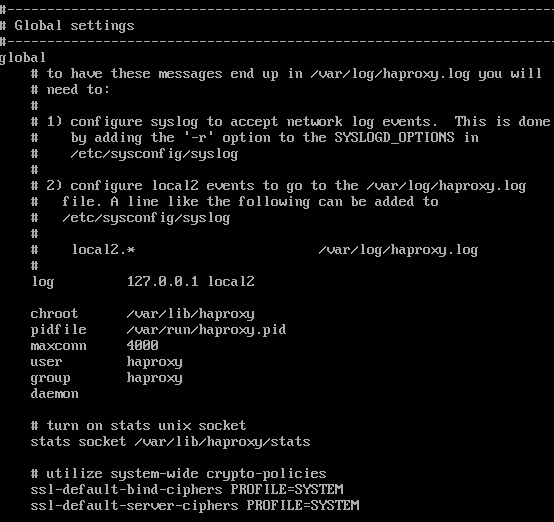 #---------------------------------------------------------------------
# Global settings
#---------------------------------------------------------------------
global
    # to have these messages end up in /var/log/haproxy.log you will
    # need to:
    #
    # 1) configure syslog to accept network log events.  This is done
    #    by adding the '-r' option to the SYSLOGD_OPTIONS in
    #    /etc/sysconfig/syslog
    #
    # 2) configure local2 events to go to the /var/log/haproxy.log
    #   file. A line like the following can be added to
    #   /etc/sysconfig/syslog
    #
    #    local2.*                       /var/log/haproxy.log
    #
    log         127.0.0.1 local2

    chroot      /var/lib/haproxy
    pidfile     /var/run/haproxy.pid
    maxconn     4000
    user        haproxy
    group       haproxy
    daemon

    # turn on stats unix socket
    stats socket /var/lib/haproxy/stats

    # utilize system-wide crypto-policies
    ssl-default-bind-ciphers PROFILE=SYSTEM
    ssl-default-server-ciphers PROFILE=SYSTEM